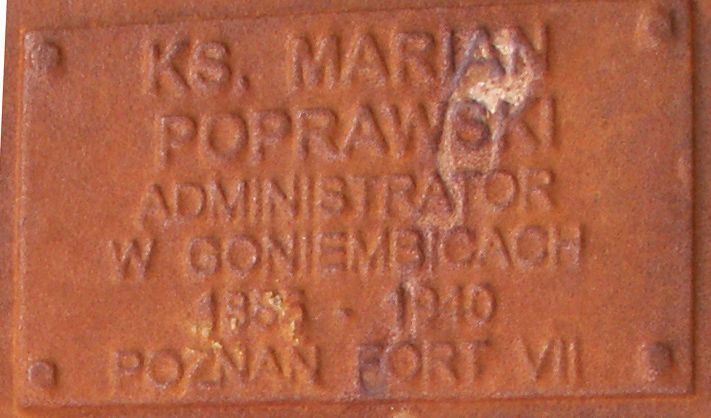 KS. MARIAN
POPRAWSKI
ADMINISTRATOR
W GONIEMBICACH
- 1940
POZNAN FORT VII